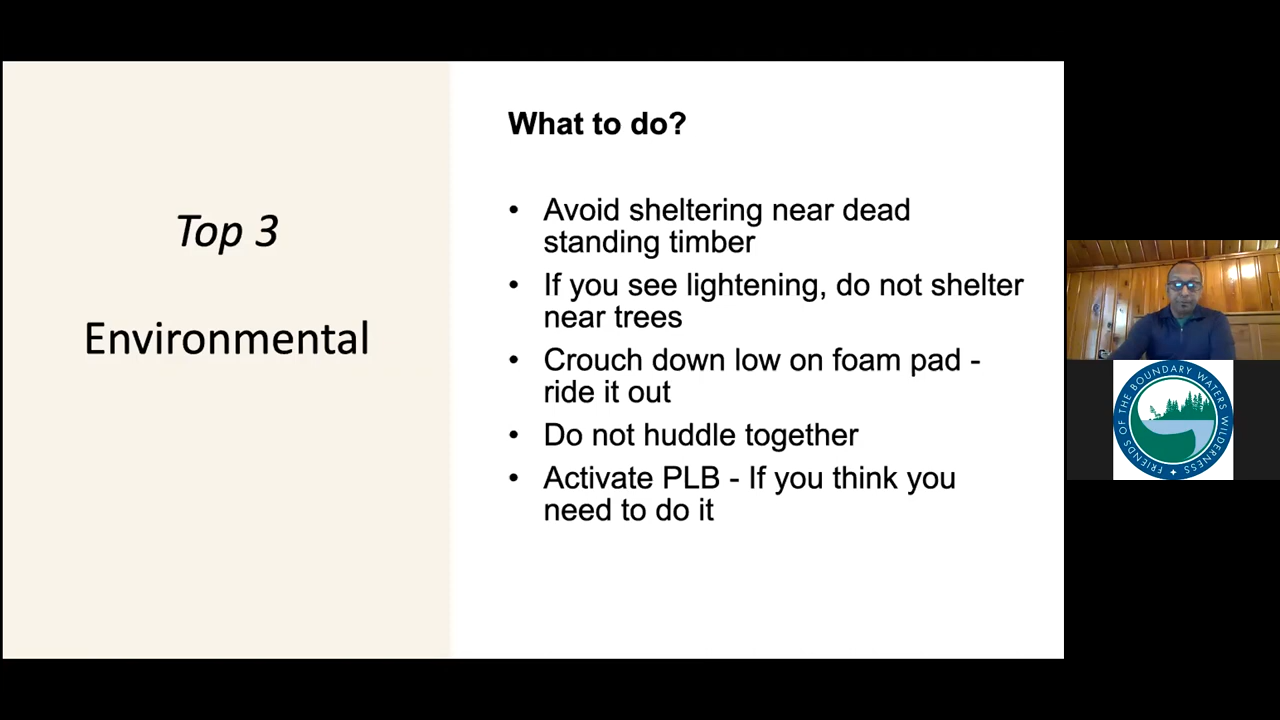 Top 3
Environmental
What to do?
• Avoid sheltering near dead
standing timber
• If you see lightening, do not shelter
near trees
• Crouch down low on foam pad -
ride it out
• Do not huddle together
• Activate PLB - If you think you
need to do it
FRIENDS OF THE BOUNDARY WATERS WILDERNESS